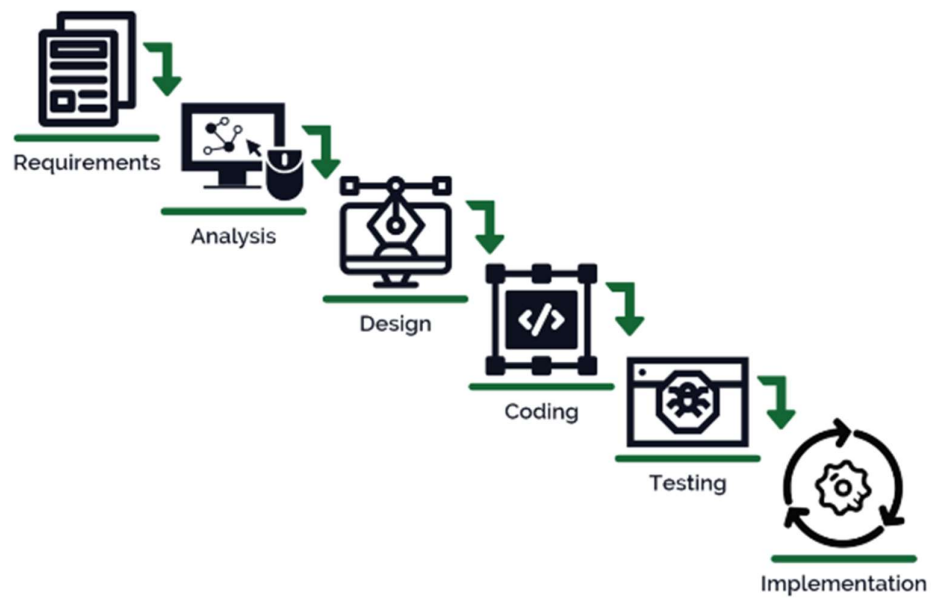 Requirements
Analysis
Design
</>
Coding
Testing
Implementation